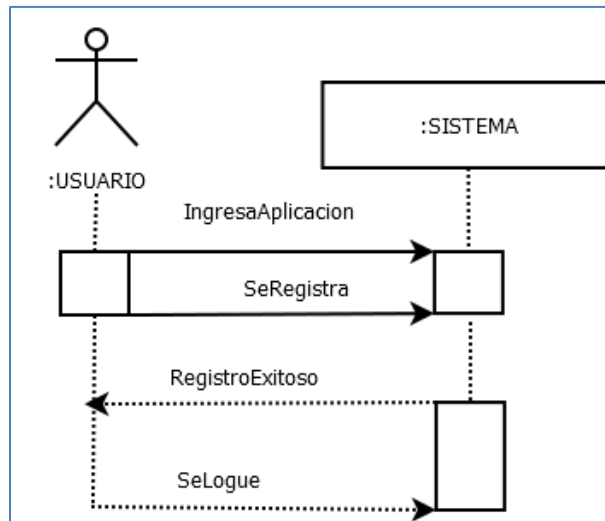 :SISTEMA
:USUARIO
IngresaAplicacion
SeRegistra
RegistroExitoso
SeLogue